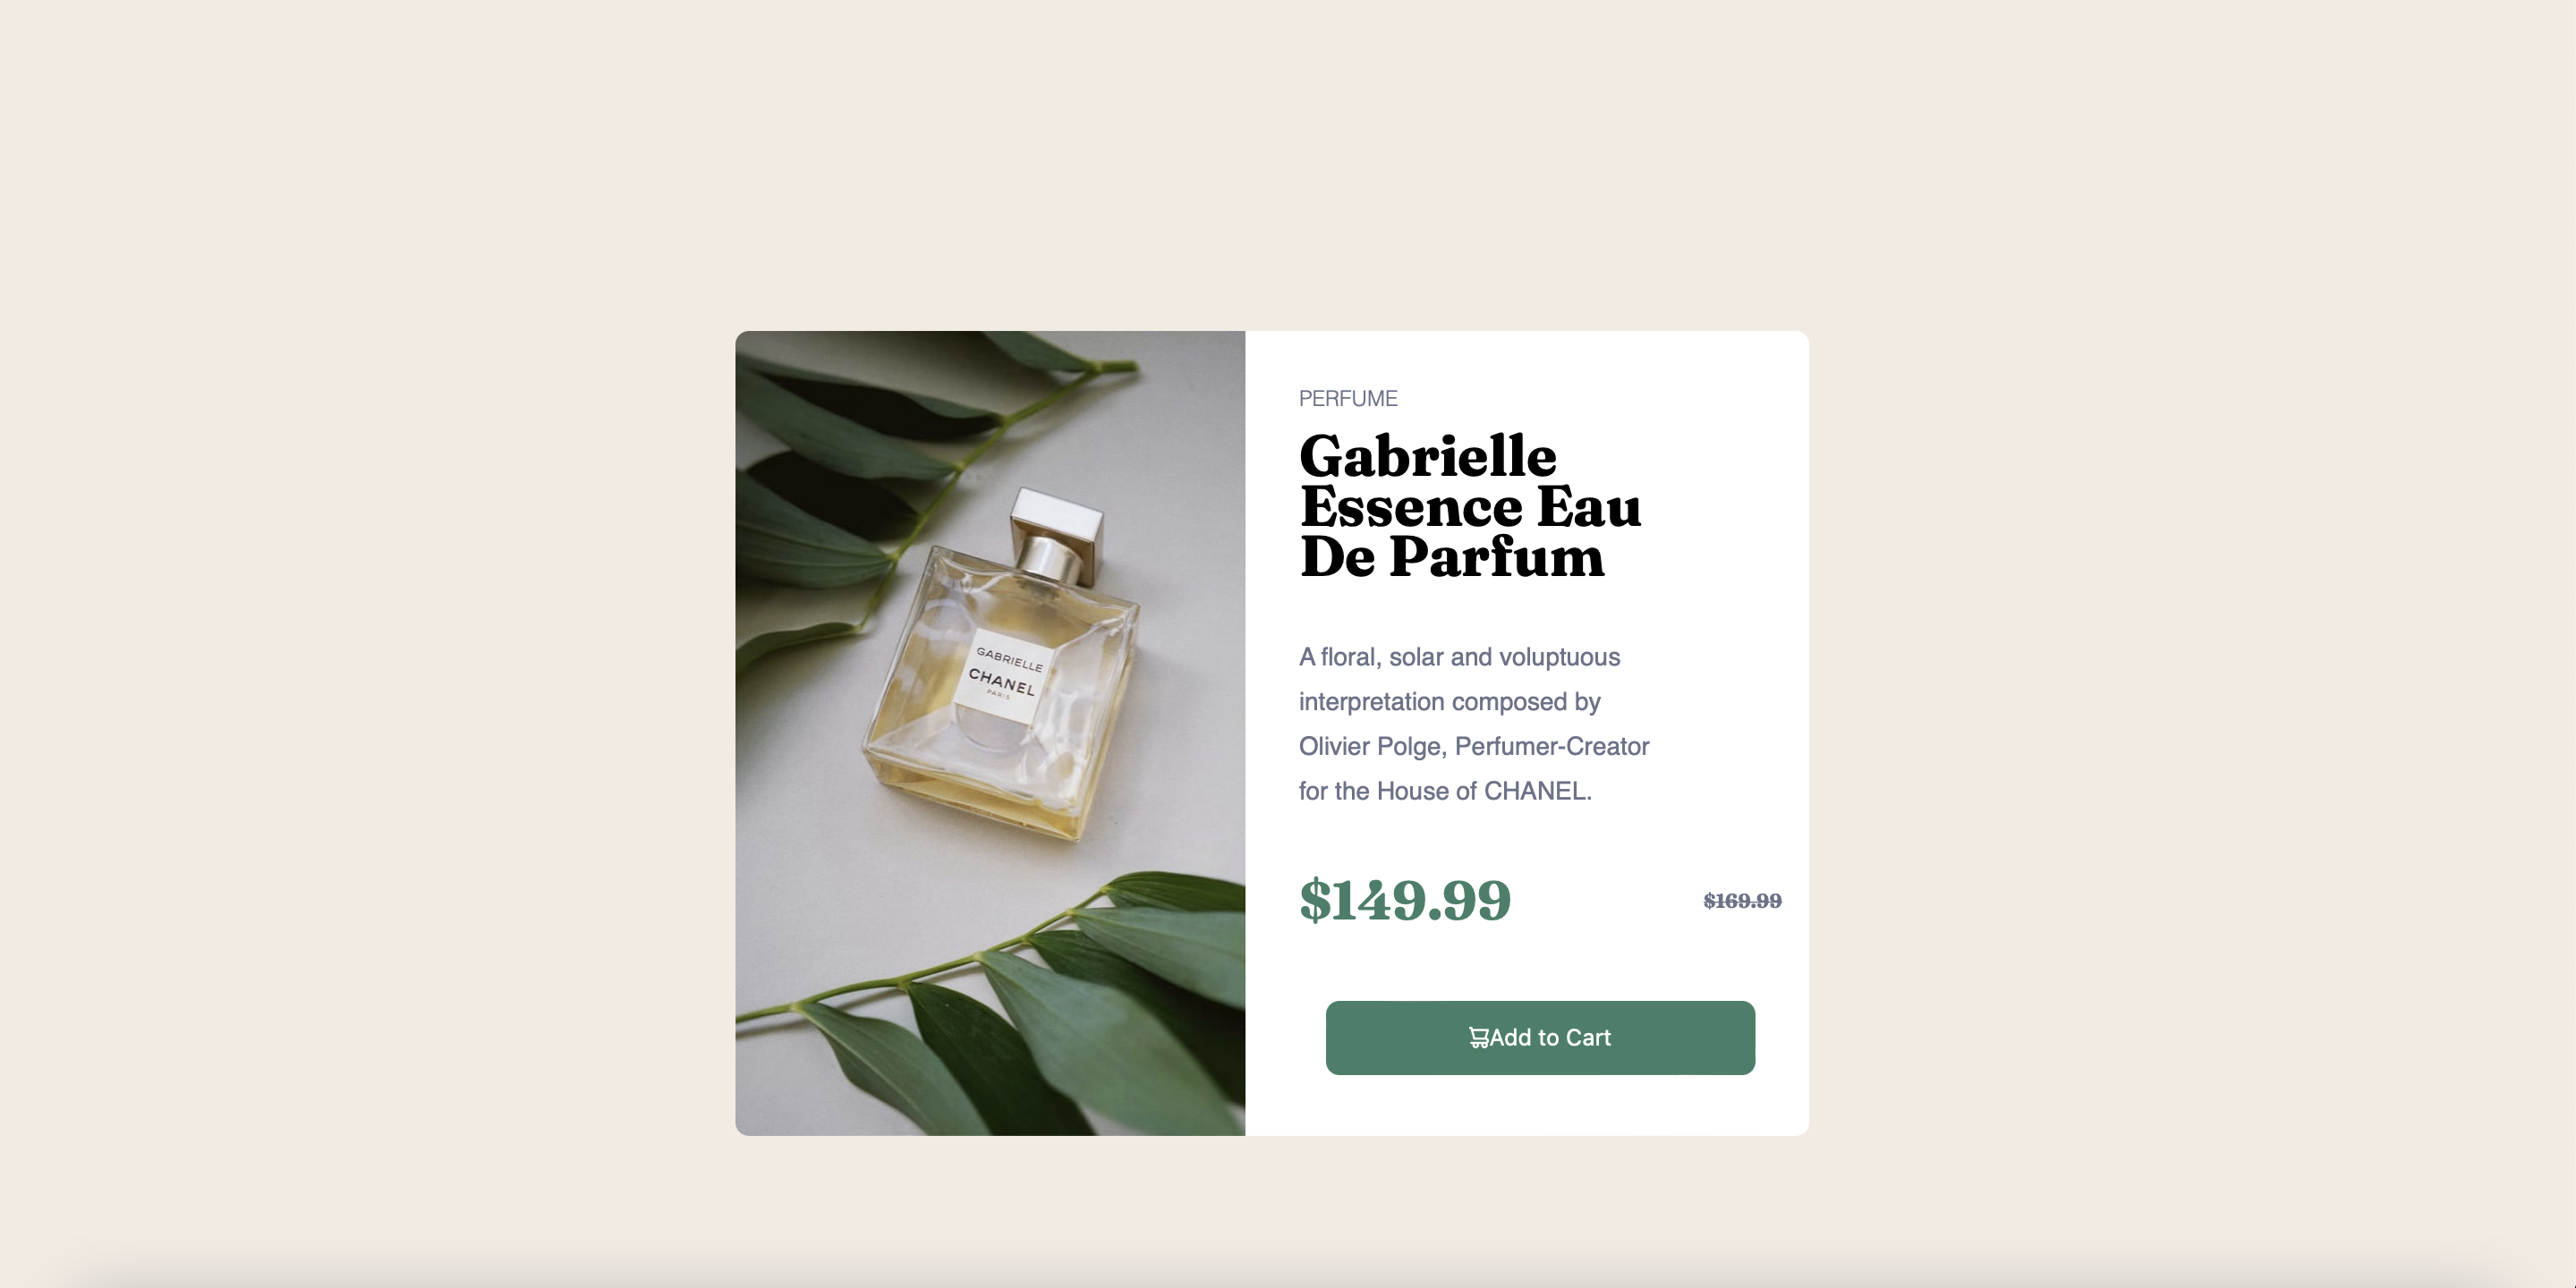 GABRIELLE
CHANEL
PARIS
PERFUME
Gabrielle
Essence Eau
De Parfum
A floral, solar and voluptuous
interpretation composed by
Olivier Polge, Perfumer-Creator
for the House of CHANEL.
$149.99
$169.99
Add to Cart